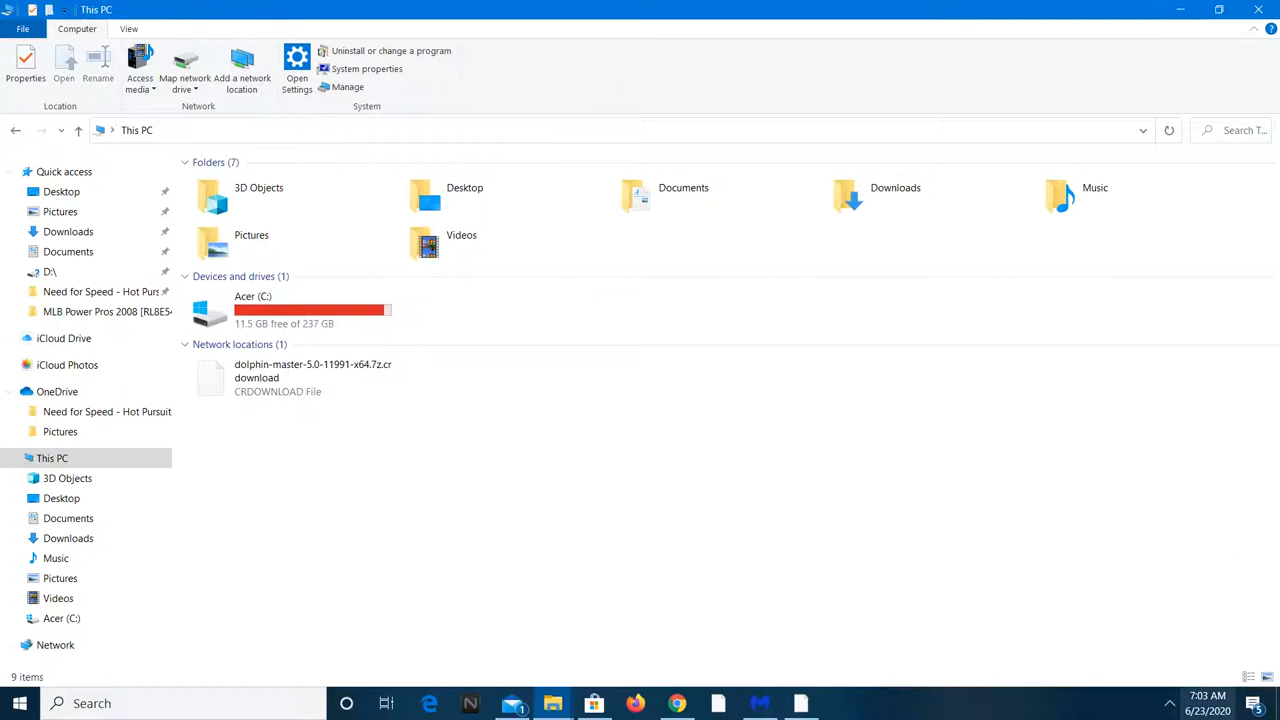 This PC
File
Computer
View
Properties
Open
Rename
Access
media
Map network
drive
Add a network
location
Open
Settings
Uninstall or change a program
System properties
Manage
Location
Network
System
This PC
Search T...
Quick access
Desktop
Pictures
Downloads
Documents
D:\
Need for Speed - Hot Purs
MLB Power Pros 2008 [RL8E54
iCloud Drive
iCloud Photos
OneDrive
Need for Speed - Hot Pursuit
Pictures
This PC
3D Objects
Desktop
Documents
Downloads
Music
Pictures
Videos
Acer (C:)
Network
Folders (7)
3D Objects
Desktop
Documents
Downloads
Music
Pictures
Videos
Devices and drives (1)
Acer (C:)
11.5 GB free of 237 GB
Network locations (1)
dolphin-master-5.0-11991-x64.7z.cr
download
CRDOWNLOAD File
9 items
Search
1
7:03 AM
6/23/2020
5